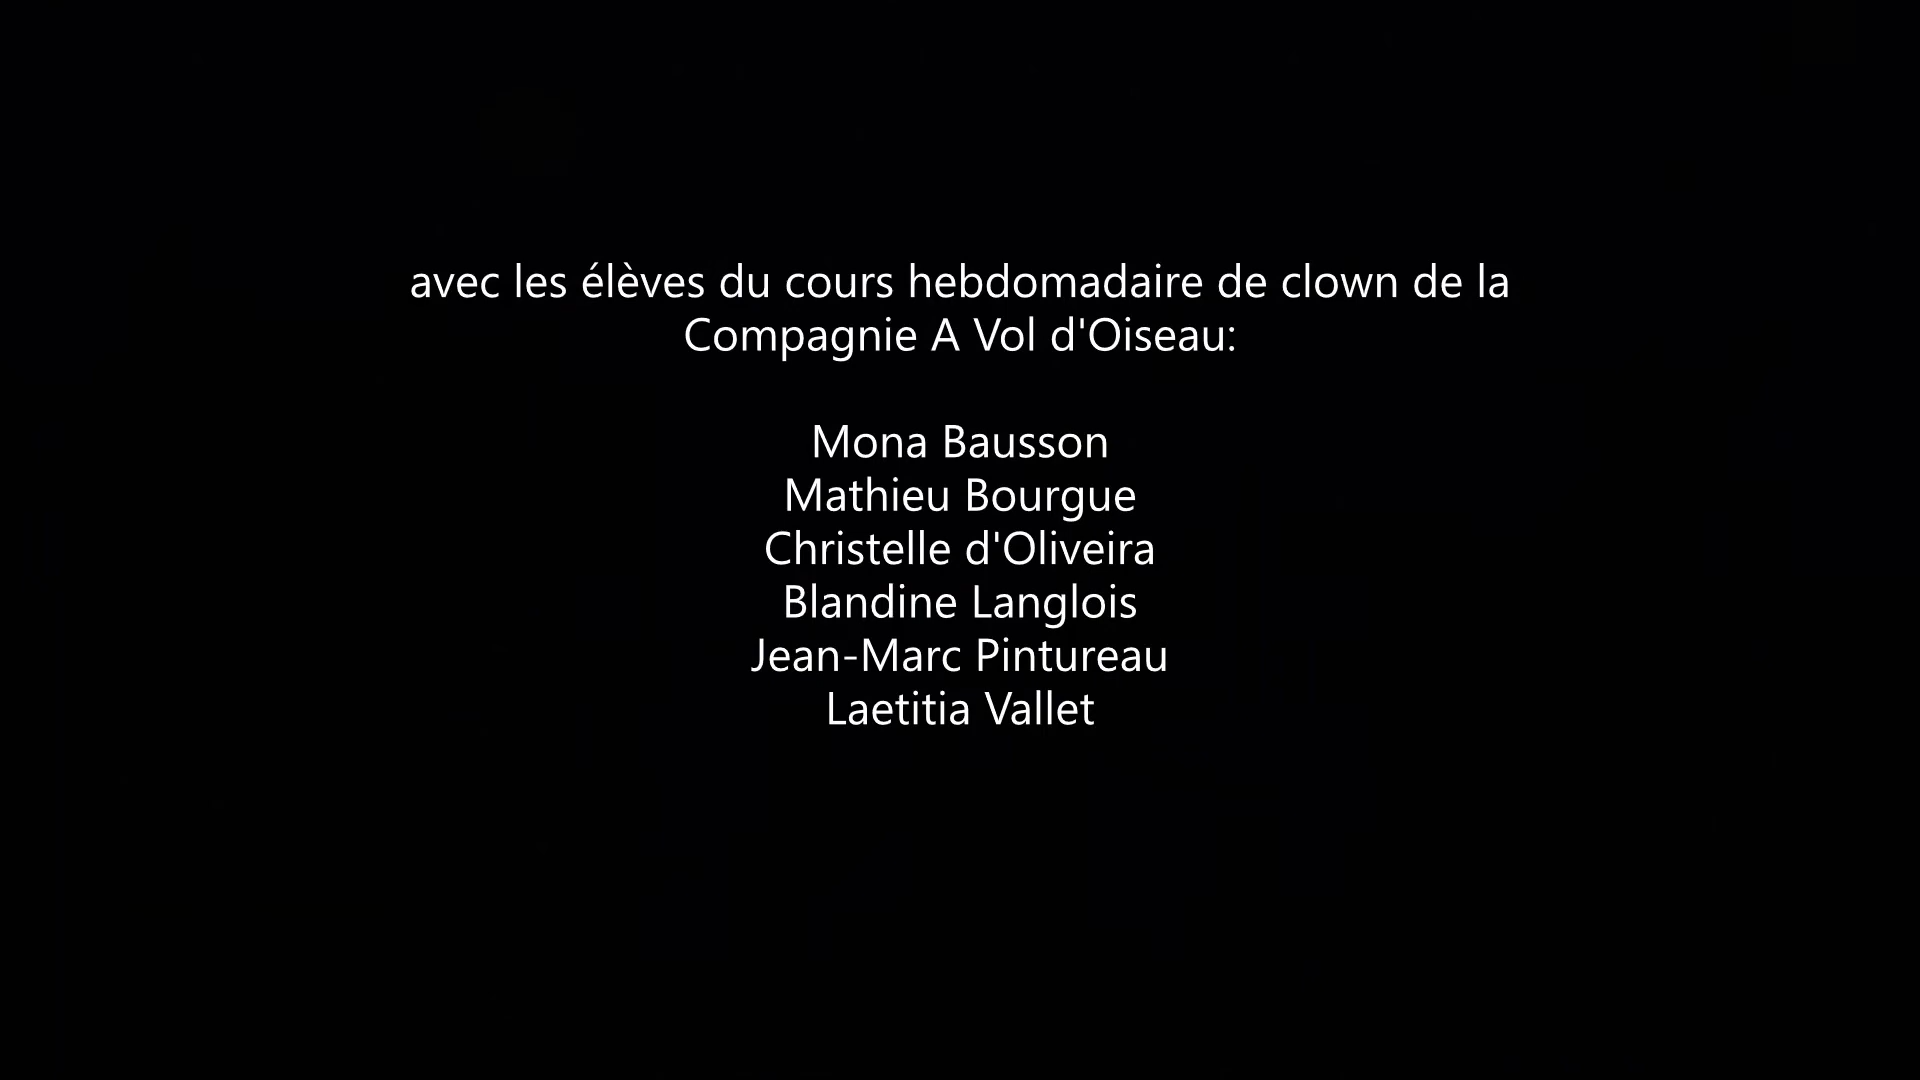 avec les élèves du cours hebdomadaire de clown de la
Compagnie A Vol d'Oiseau:
Mona Bausson
Mathieu Bourgue
Christelle d'Oliveira
Blandine Langlois
Jean-Marc Pintureau
Laetitia Vallet